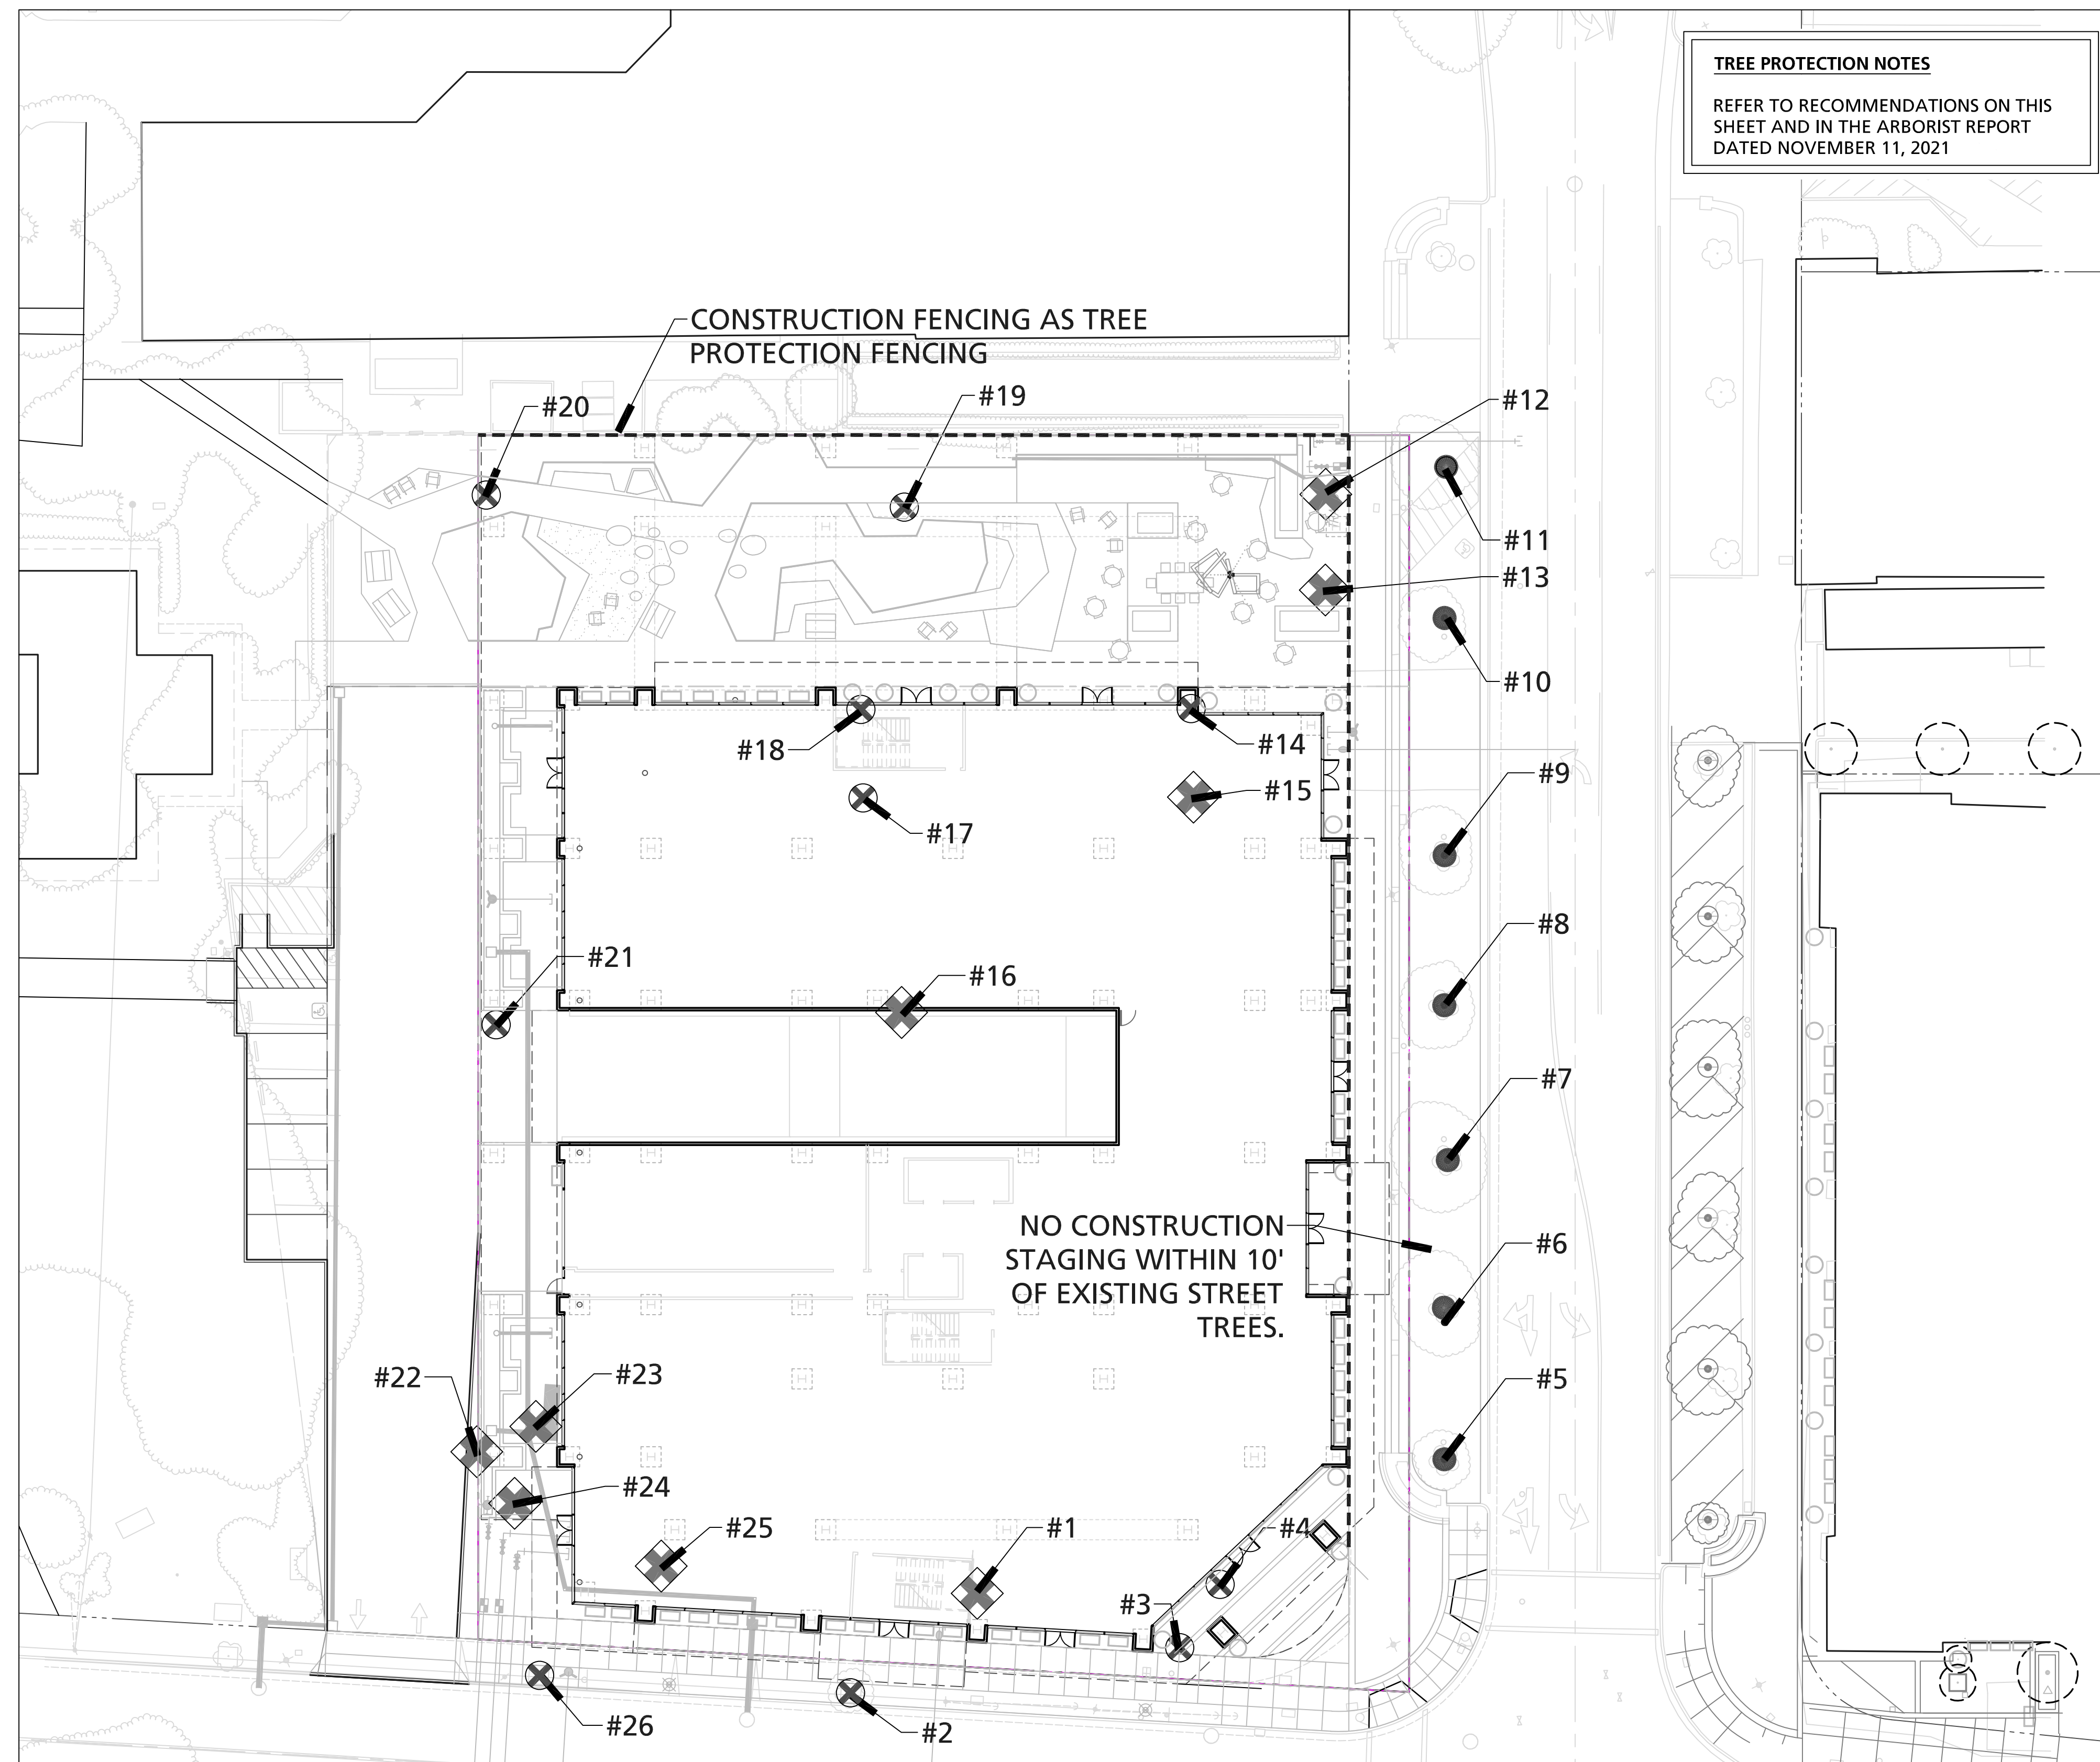 TREE PROTECTION NOTES
REFER TO RECOMMENDATIONS ON THIS
SHEET AND IN THE ARBORIST REPORT
DATED NOVEMBER 11, 2021
CONSTRUCTION FENCING AS TREE
PROTECTION FENCING
#20
#19
#12
#11
#13
#10
#18
#14
#9
#15
#17
#8
#21
#16
#7
NO CONSTRUCTION
STAGING WITHIN 10'
OF EXISTING STREET
TREES.
#6
#22
#23
#5
#24
#25
#1
#4
#3
#26
#2